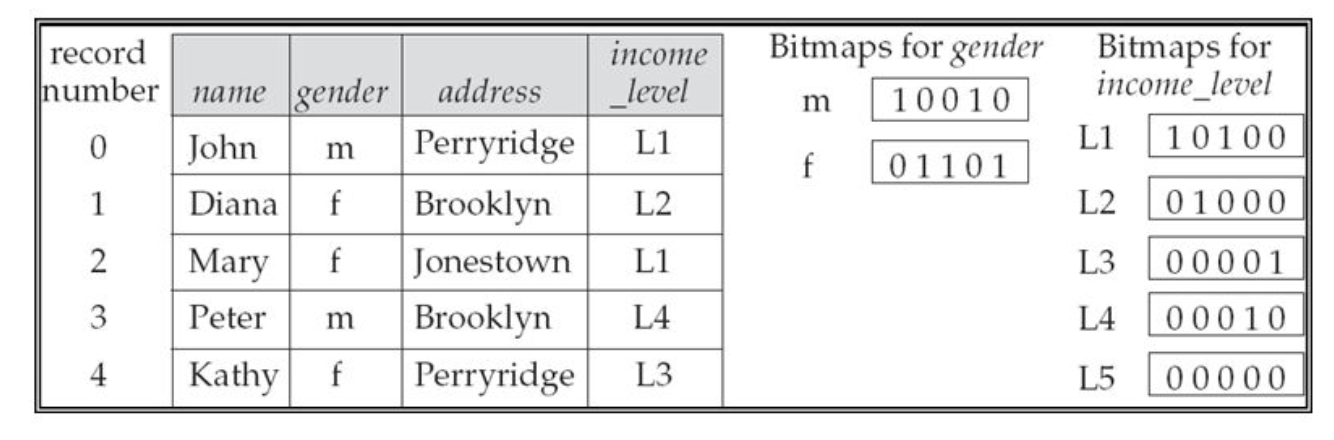 record number name gender address income _level
0 John m Perryridge L1
1 Diana f Brooklyn L2
2 Mary f Jonestown L1
3 Peter m Brooklyn L4
4 Kathy f Perryridge L3
Bitmaps for gender
m 10010
f 01101
Bitmaps for
income_level
L1 10100
L2 01000
L3 00001
L4 00010
L5 00000